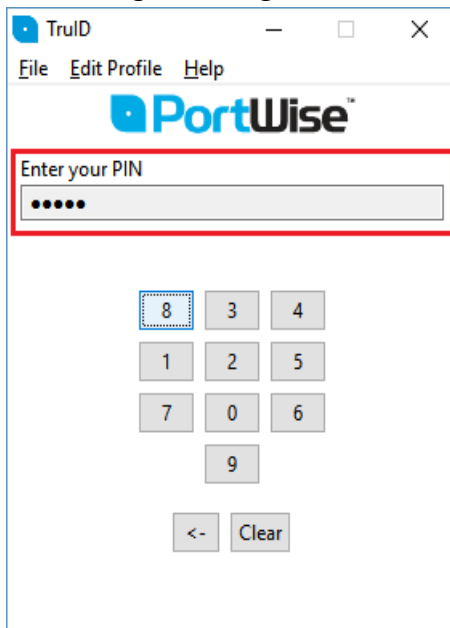 TruID
File Edit Profile Help
PortWise™
Enter your PIN
8 3 4
1 2 5
7 0 6
9
<- Clear